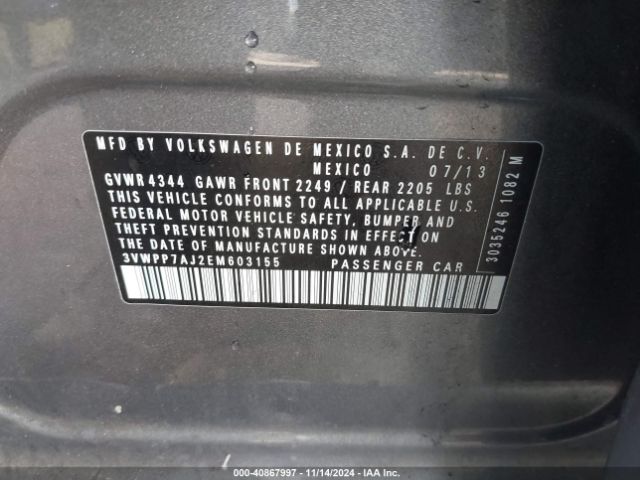 MFD BY VOLKSWAGEN DE MEXICO S.A. DE C.V.
MEXICO 07/13
GVWR 4344 GAWR FRONT 2249 / REAR 2205 LBS
THIS VEHICLE CONFORMS TO ALL APPLICABLE U.S.
FEDERAL MOTOR VEHICLE SAFETY, BUMPER AND
THEFT PREVENTION STANDARDS IN EFFECT ON
THE DATE OF MANUFACTURE SHOWN ABOVE.
3VWPP7AJ2EM603155 PASSENGER CAR
3035246 1082 M
000-40867997 - 11/14/2024 - IAA Inc.